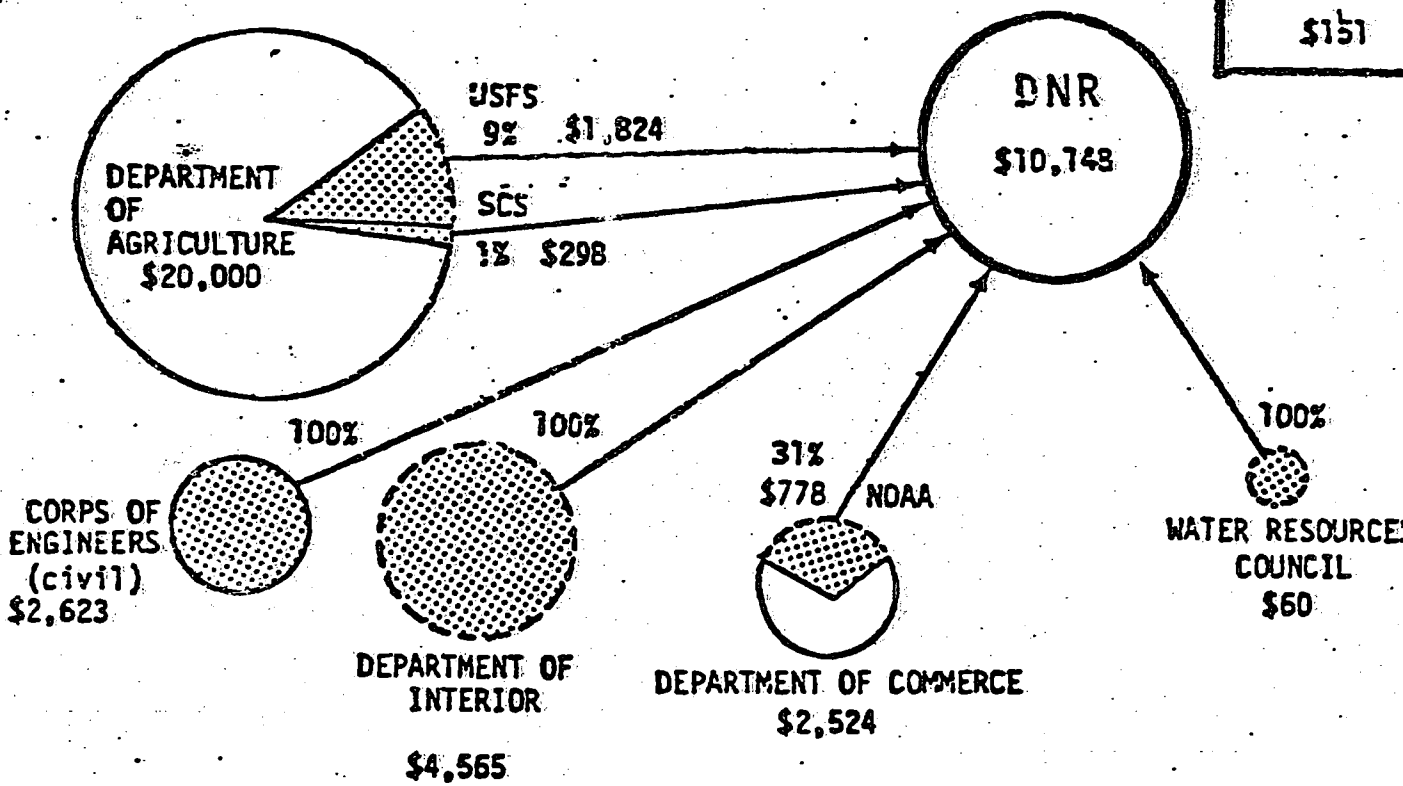 $151
DNR
$10,148
USFS
9% $1,824
SCS
1% $298
DEPARTMENT
OF
AGRICULTURE
$20,000
100%
100%
31%
$778 NOAA
100%
CORPS OF
ENGINEERS
(civil)
$2,623
DEPARTMENT OF
INTERIOR
$4,565
DEPARTMENT OF COMMERCE
$2,524
WATER RESOURCES
COUNCIL
$60